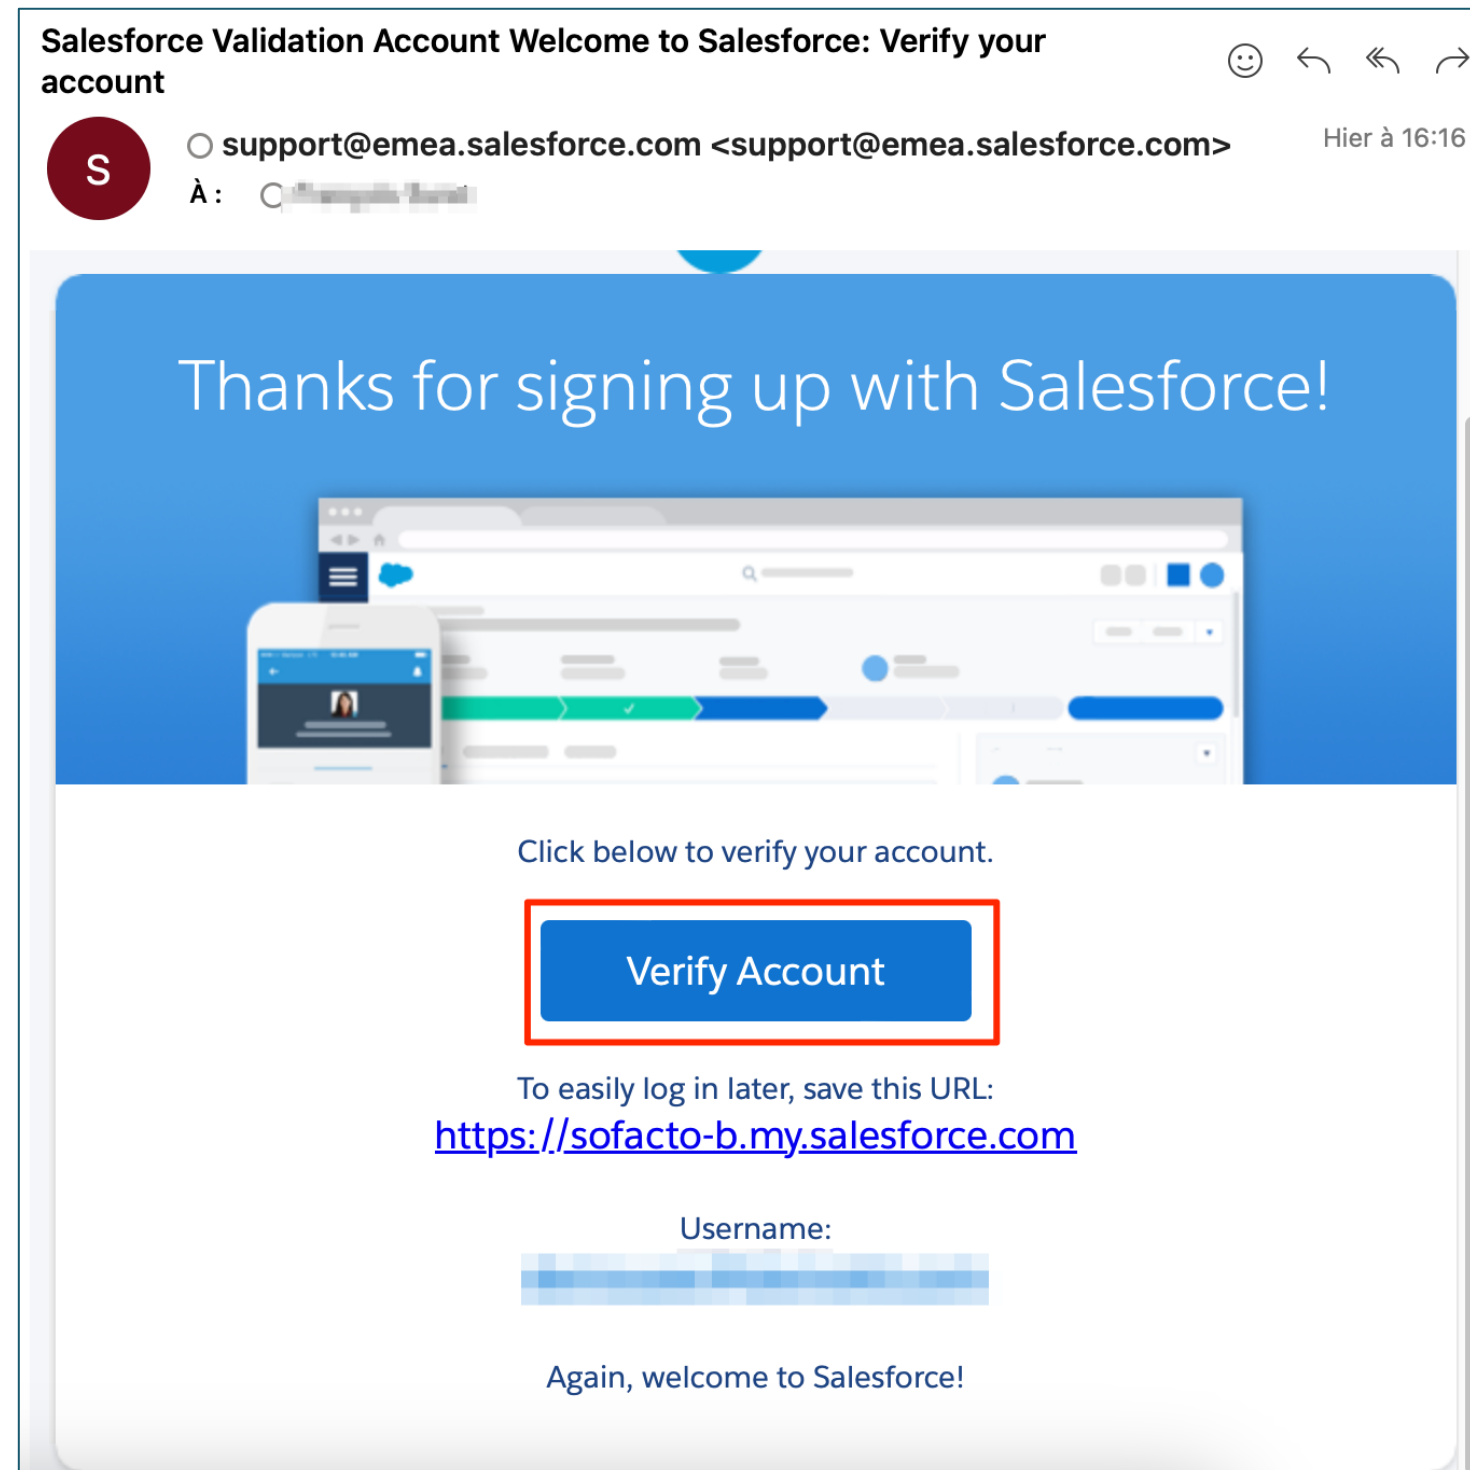 Salesforce Validation Account Welcome to Salesforce: Verify your
account
S
support@emea.salesforce.com <support@emea.salesforce.com>
Hier à 16:16
À :
Thanks for signing up with Salesforce!
Click below to verify your account.
Verify Account
To easily log in later, save this URL:
https://sofacto-b.my.salesforce.com
Username:
Again, welcome to Salesforce!